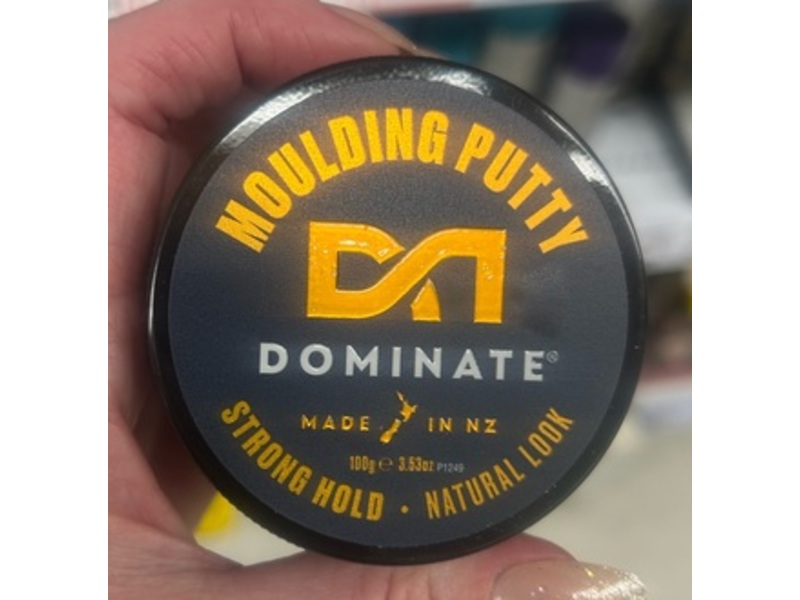 MOULDING PUTTY
DOMINATE®
MADE IN NZ
100g ℮ 3.53oz P1249
STRONG HOLD • NATURAL LOOK